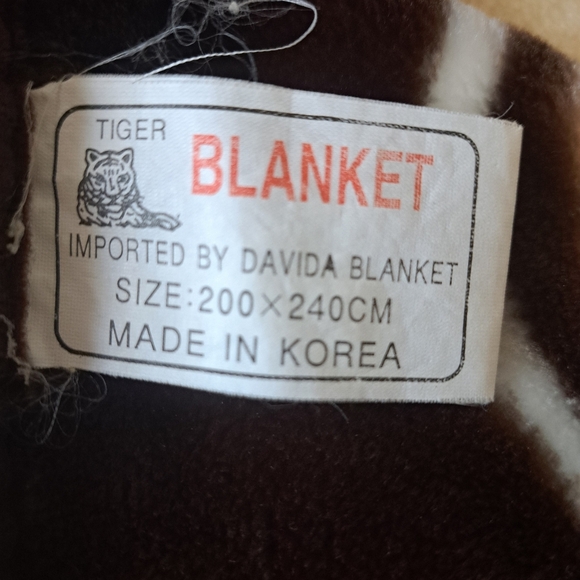 TIGER
BLANKET
IMPORTED BY DAVIDA BLANKET
SIZE:200×240CM
MADE IN KOREA